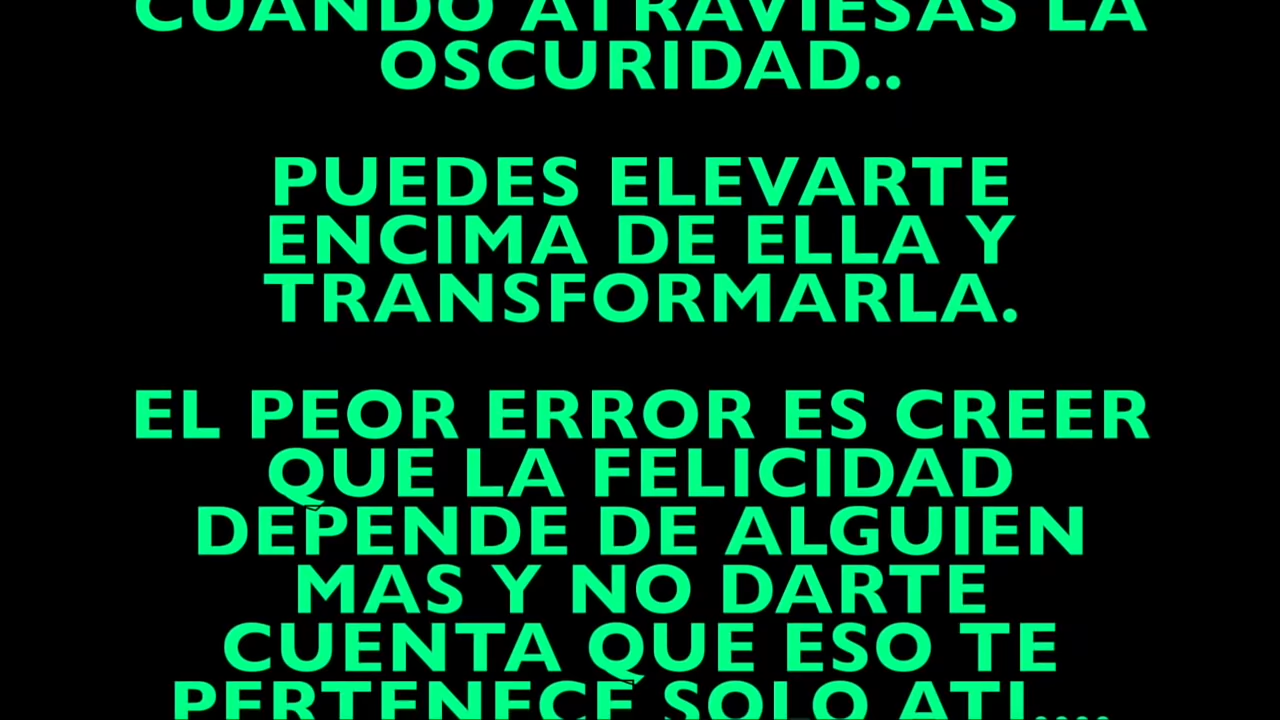 CUANDO ATRAVIESAS LA
OSCURIDAD..
PUEDES ELEVARTE
ENCIMA DE ELLA Y
TRANSFORMARLA.
EL PEOR ERROR ES CREER
QUE LA FELICIDAD
DEPENDE DE ALGUIEN
MAS Y NO DARTE
CUENTA QUE ESO TE
PERTENECE SOLO ATI....